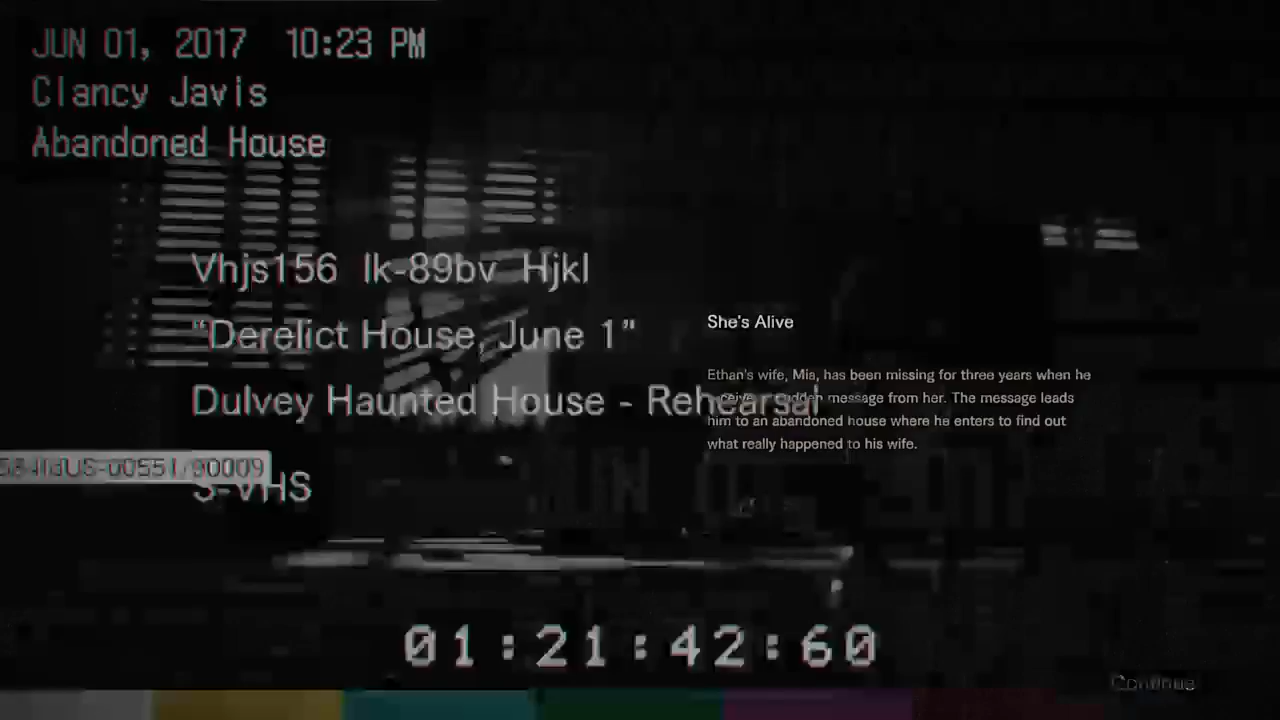 JUN 01, 2017 10:23 PM
Clancy Javis
Abandoned House
Vhjs156 lk-89bv Hjkl
“Derelict House, June 1”
Dulvey Haunted House - Rehearsal
S-VHS
She's Alive
Ethan's wife, Mia, has been missing for three years when he
message from her. The message leads
him to an abandoned house where he enters to find out
what really happened to his wife.
01:21:42:60
Continue